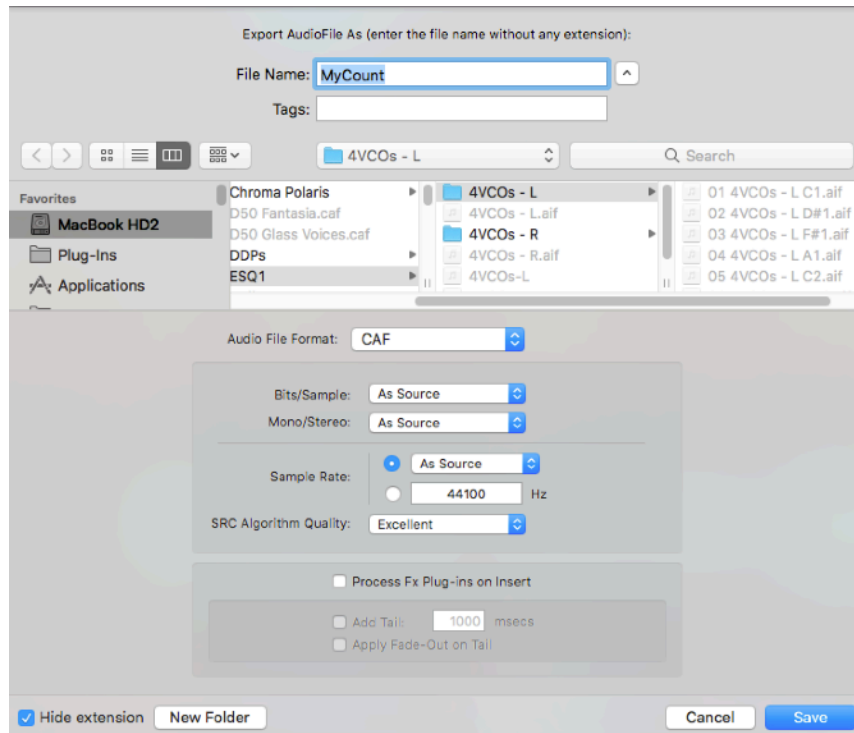 Export AudioFile As (enter the file name without any extension):
File Name: MyCount
Tags:
4VCOs - L
Search
Favorites
MacBook HD2
Plug-Ins
Applications
Chroma Polaris
D50 Fantasia.caf
D50 Glass Voices.caf
DDPs
ESQ1
4VCOs - L
4VCOs - L.aif
4VCOs - R
4VCOs - R.aif
4VCOs-L
01 4VCOs - L C1.aif
02 4VCOs - L D#1.aif
03 4VCOs - L F#1.aif
04 4VCOs - L A1.aif
05 4VCOs - L C2.aif
Audio File Format: CAF
Bits/Sample: As Source
Mono/Stereo: As Source
Sample Rate: As Source
44100 Hz
SRC Algorithm Quality: Excellent
Process Fx Plug-ins on Insert
Add Tail: 1000 msecs
Apply Fade-Out on Tail
Hide extension New Folder Cancel Save